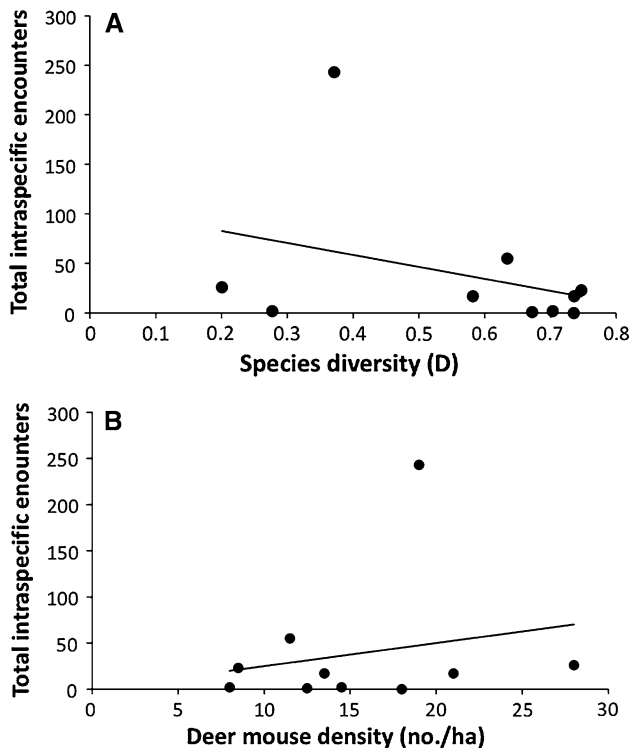 A
Total intraspecific encounters
300
250
200
150
100
50
0
0 0.1 0.2 0.3 0.4 0.5 0.6 0.7 0.8
Species diversity (D)
B
Total intraspecific enounters
300
250
200
150
100
50
0
0 5 10 15 20 25 30
Deer mouse density (no./ha)